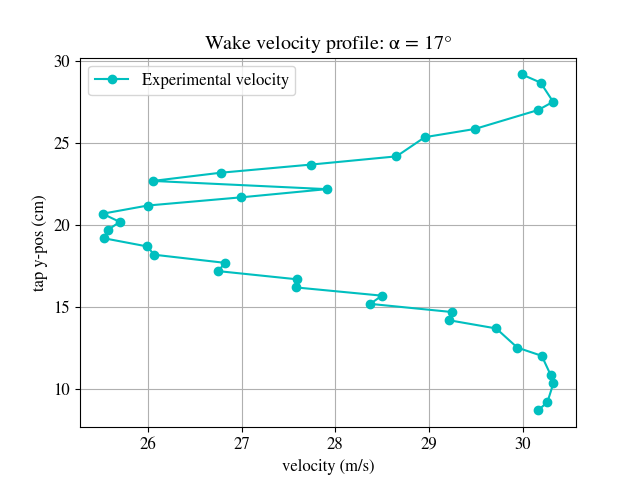 Wake velocity profile: α = 17°
Experimental velocity
30
25
20
15
10
tap y-pos (cm)
26 27 28 29 30
velocity (m/s)